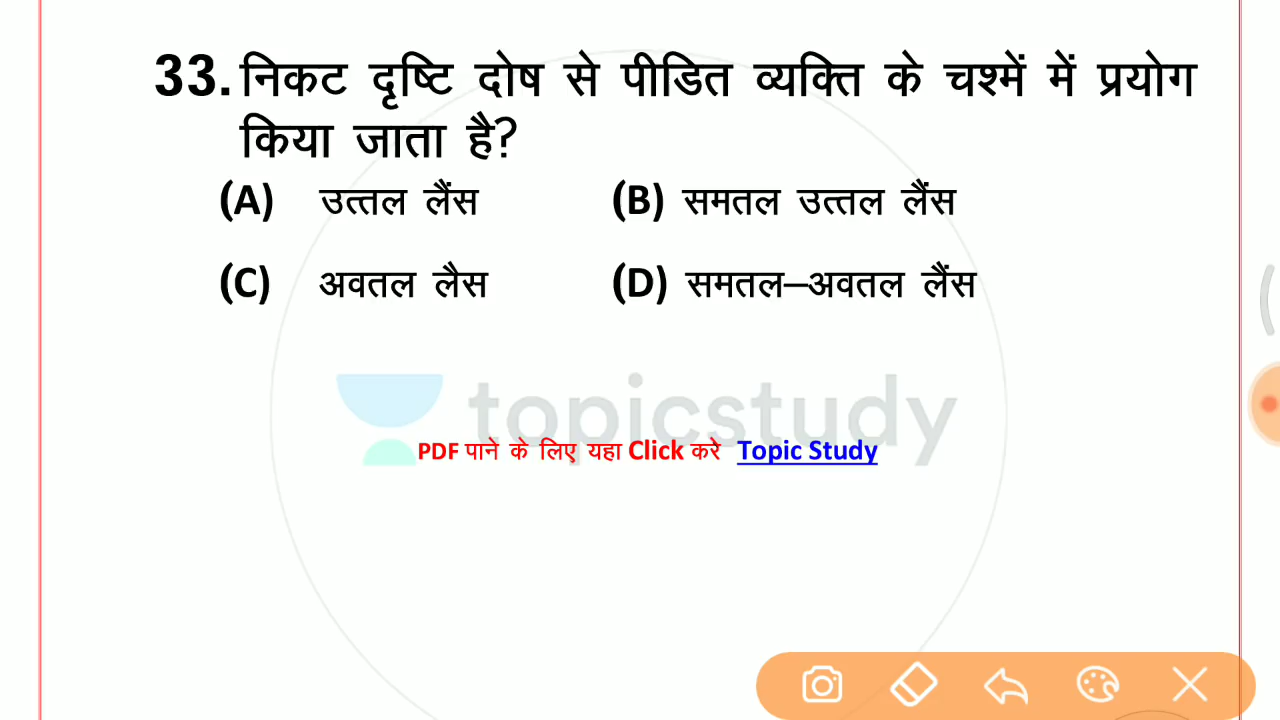 33. निकट दृष्टि दोष से पीडित व्यक्ति के चश्में में प्रयोग
किया जाता है?
(A) उत्तल लैंस (B) समतल उत्तल लैंस
(C) अवतल लैस (D) समतल–अवतल लैंस
topicstudy
PDF पाने के लिए यहा Click करे Topic Study